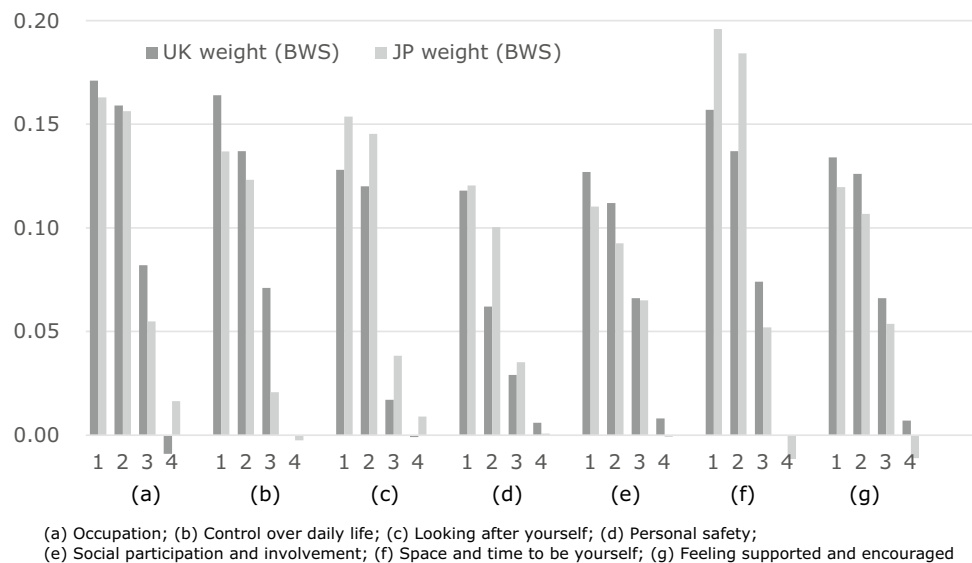 0.20
UK weight (BWS) JP weight (BWS)
0.15
0.10
0.05
0.00
1 2 3 4 1 2 3 4 1 2 3 4 1 2 3 4 1 2 3 4 1 2 3 4 1 2 3 4
(a) (b) (c) (d) (e) (f) (g)
(a) Occupation; (b) Control over daily life; (c) Looking after yourself; (d) Personal safety;
(e) Social participation and involvement; (f) Space and time to be yourself; (g) Feeling supported and encouraged